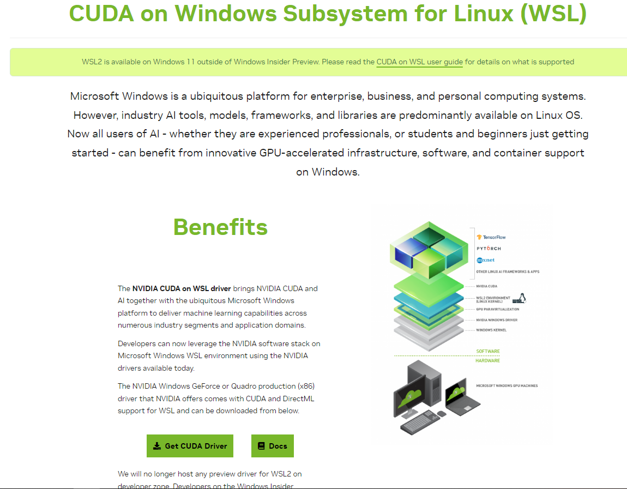 CUDA on Windows Subsystem for Linux (WSL)
WSL2 is available on Windows 11 outside of Windows Insider Preview. Please read the CUDA on WSL user guide for details on what is supported
Microsoft Windows is a ubiquitous platform for enterprise, business, and personal computing systems.
However, industry AI tools, models, frameworks, and libraries are predominantly available on Linux OS.
Now all users of AI - whether they are experienced professionals, or students and beginners just getting
started - can benefit from innovative GPU-accelerated infrastructure, software, and container support
on Windows.
Benefits
The NVIDIA CUDA on WSL driver brings NVIDIA CUDA and
AI together with the ubiquitous Microsoft Windows
platform to deliver machine learning capabilities across
numerous industry segments and application domains.
Developers can now leverage the NVIDIA software stack on
Microsoft Windows WSL environment using the NVIDIA
drivers available today.
The NVIDIA Windows GeForce or Quadro production (x86)
driver that NVIDIA offers comes with CUDA and DirectML
support for WSL and can be downloaded from below.
Get CUDA Driver
Docs
We will no longer host any preview driver for WSL2 on
developer zone. Developers on the Windows Insider
TensorFlow
PYTORCH
mxnet
OTHER LINUX AI FRAMEWORKS & APPS
NVIDIA CUDA
WSL2 ENVIRONMENT
(LINUX KERNEL)
GPU PARAVIRTUALIZATION
NVIDIA WINDOWS DRIVER
WINDOWS KERNEL
SOFTWARE
HARDWARE
MICROSOFT WINDOWS GPU MACHINES